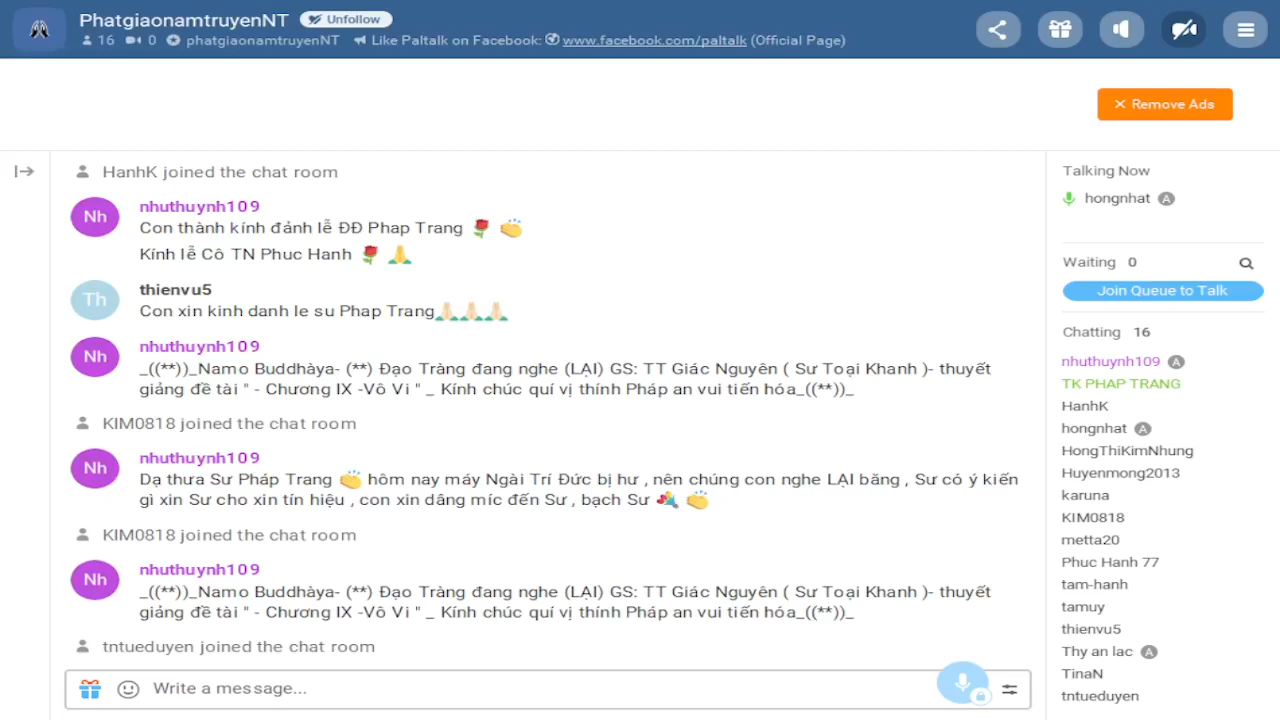 PhatgiaonamtruyenNT Unfollow
16 0 phatgiaonamtruyenNT Like Paltalk on Facebook: www.facebook.com/paltalk (Official Page)
Remove Ads
HanhK joined the chat room
Nh
nhuthuynh109
Con thành kính đảnh lễ ĐĐ Phap Trang
Kính lễ Cô TN Phuc Hanh
Th
thienvu5
Con xin kinh danh le su Phap Trang
Nh
nhuthuynh109
_((**))_Namo Buddhàya- (**) Đạo Tràng đang nghe (LẠI) GS: TT Giác Nguyên ( Sư Toại Khanh )- thuyết
giảng đề tài " - Chương IX -Vô Vi " _ Kính chúc quí vị thính Pháp an vui tiến hóa_((**))_
KIM0818 joined the chat room
Nh
nhuthuynh109
Dạ thưa Sư Pháp Trang hôm nay máy Ngài Trí Đức bị hư , nên chúng con nghe LẠI băng , Sư có ý kiến
gì xin Sư cho xin tín hiệu , con xin dâng míc đến Sư , bạch Sư
KIM0818 joined the chat room
Nh
nhuthuynh109
_((**))_Namo Buddhàya- (**) Đạo Tràng đang nghe (LẠI) GS: TT Giác Nguyên ( Sư Toại Khanh )- thuyết
giảng đề tài " - Chương IX -Vô Vi " _ Kính chúc quí vị thính Pháp an vui tiến hóa_((**))_
tntueduyen joined the chat room
Write a message...
Talking Now
hongnhat A
Waiting 0
Join Queue to Talk
Chatting 16
nhuthuynh109 A
TK PHAP TRANG
HanhK
hongnhat A
HongThiKimNhung
Huyenmong2013
karuna
KIM0818
metta20
Phuc Hanh 77
tam-hanh
tamuy
thienvu5
Thy an lac A
TinaN
tntueduyen